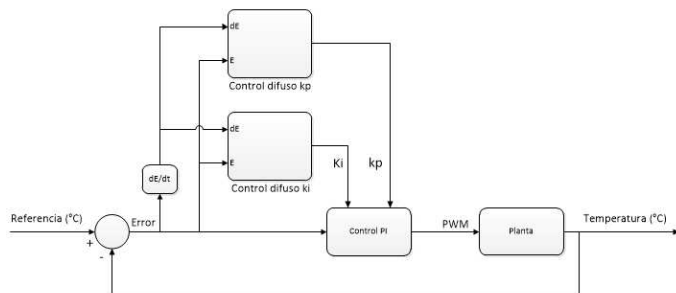 dE
E
Control difuso kp
dE
E
Control difuso ki
Ki
kp
dE/dt
Referencia (°C)
+
-
Error
Control PI
PWM
Planta
Temperatura (°C)